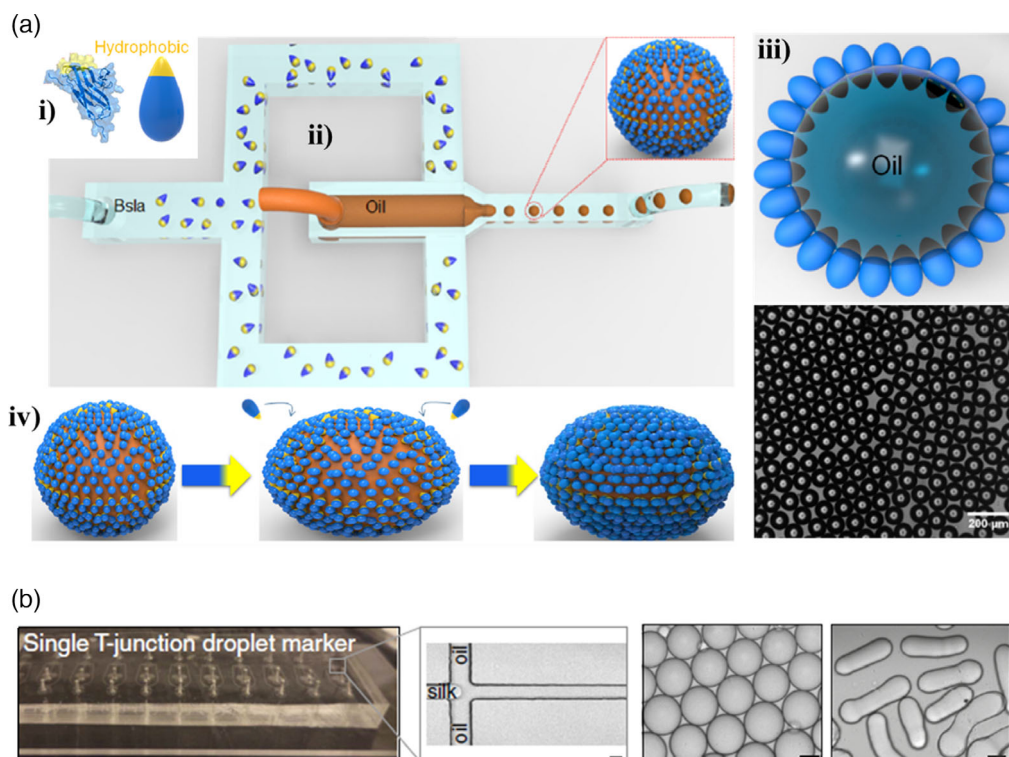 (a)
Hydrophobic
i)
ii)
iii)
Bsla
Oil
Oil
iv)
200 µm
(b)
Single T-junction droplet marker
oil
silk
oil